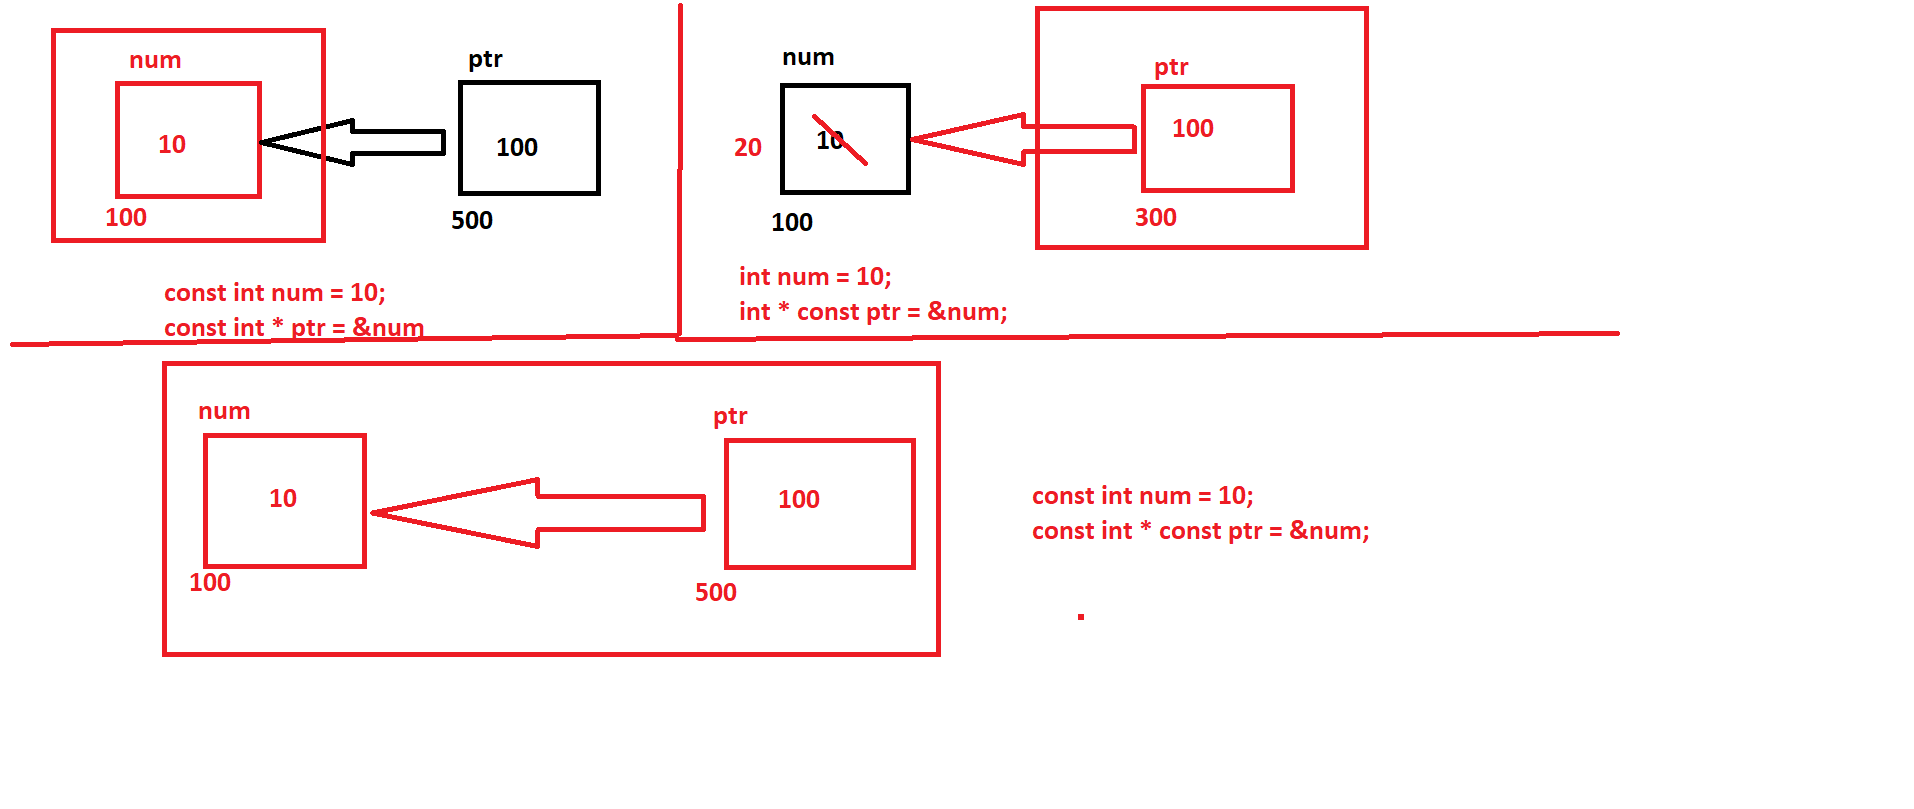 num
10
100
ptr
100
500
const int num = 10;
const int * ptr = &num
num
20
10
100
ptr
100
300
int num = 10;
int * const ptr = &num;
num
10
100
ptr
100
500
const int num = 10;
const int * const ptr = &num;